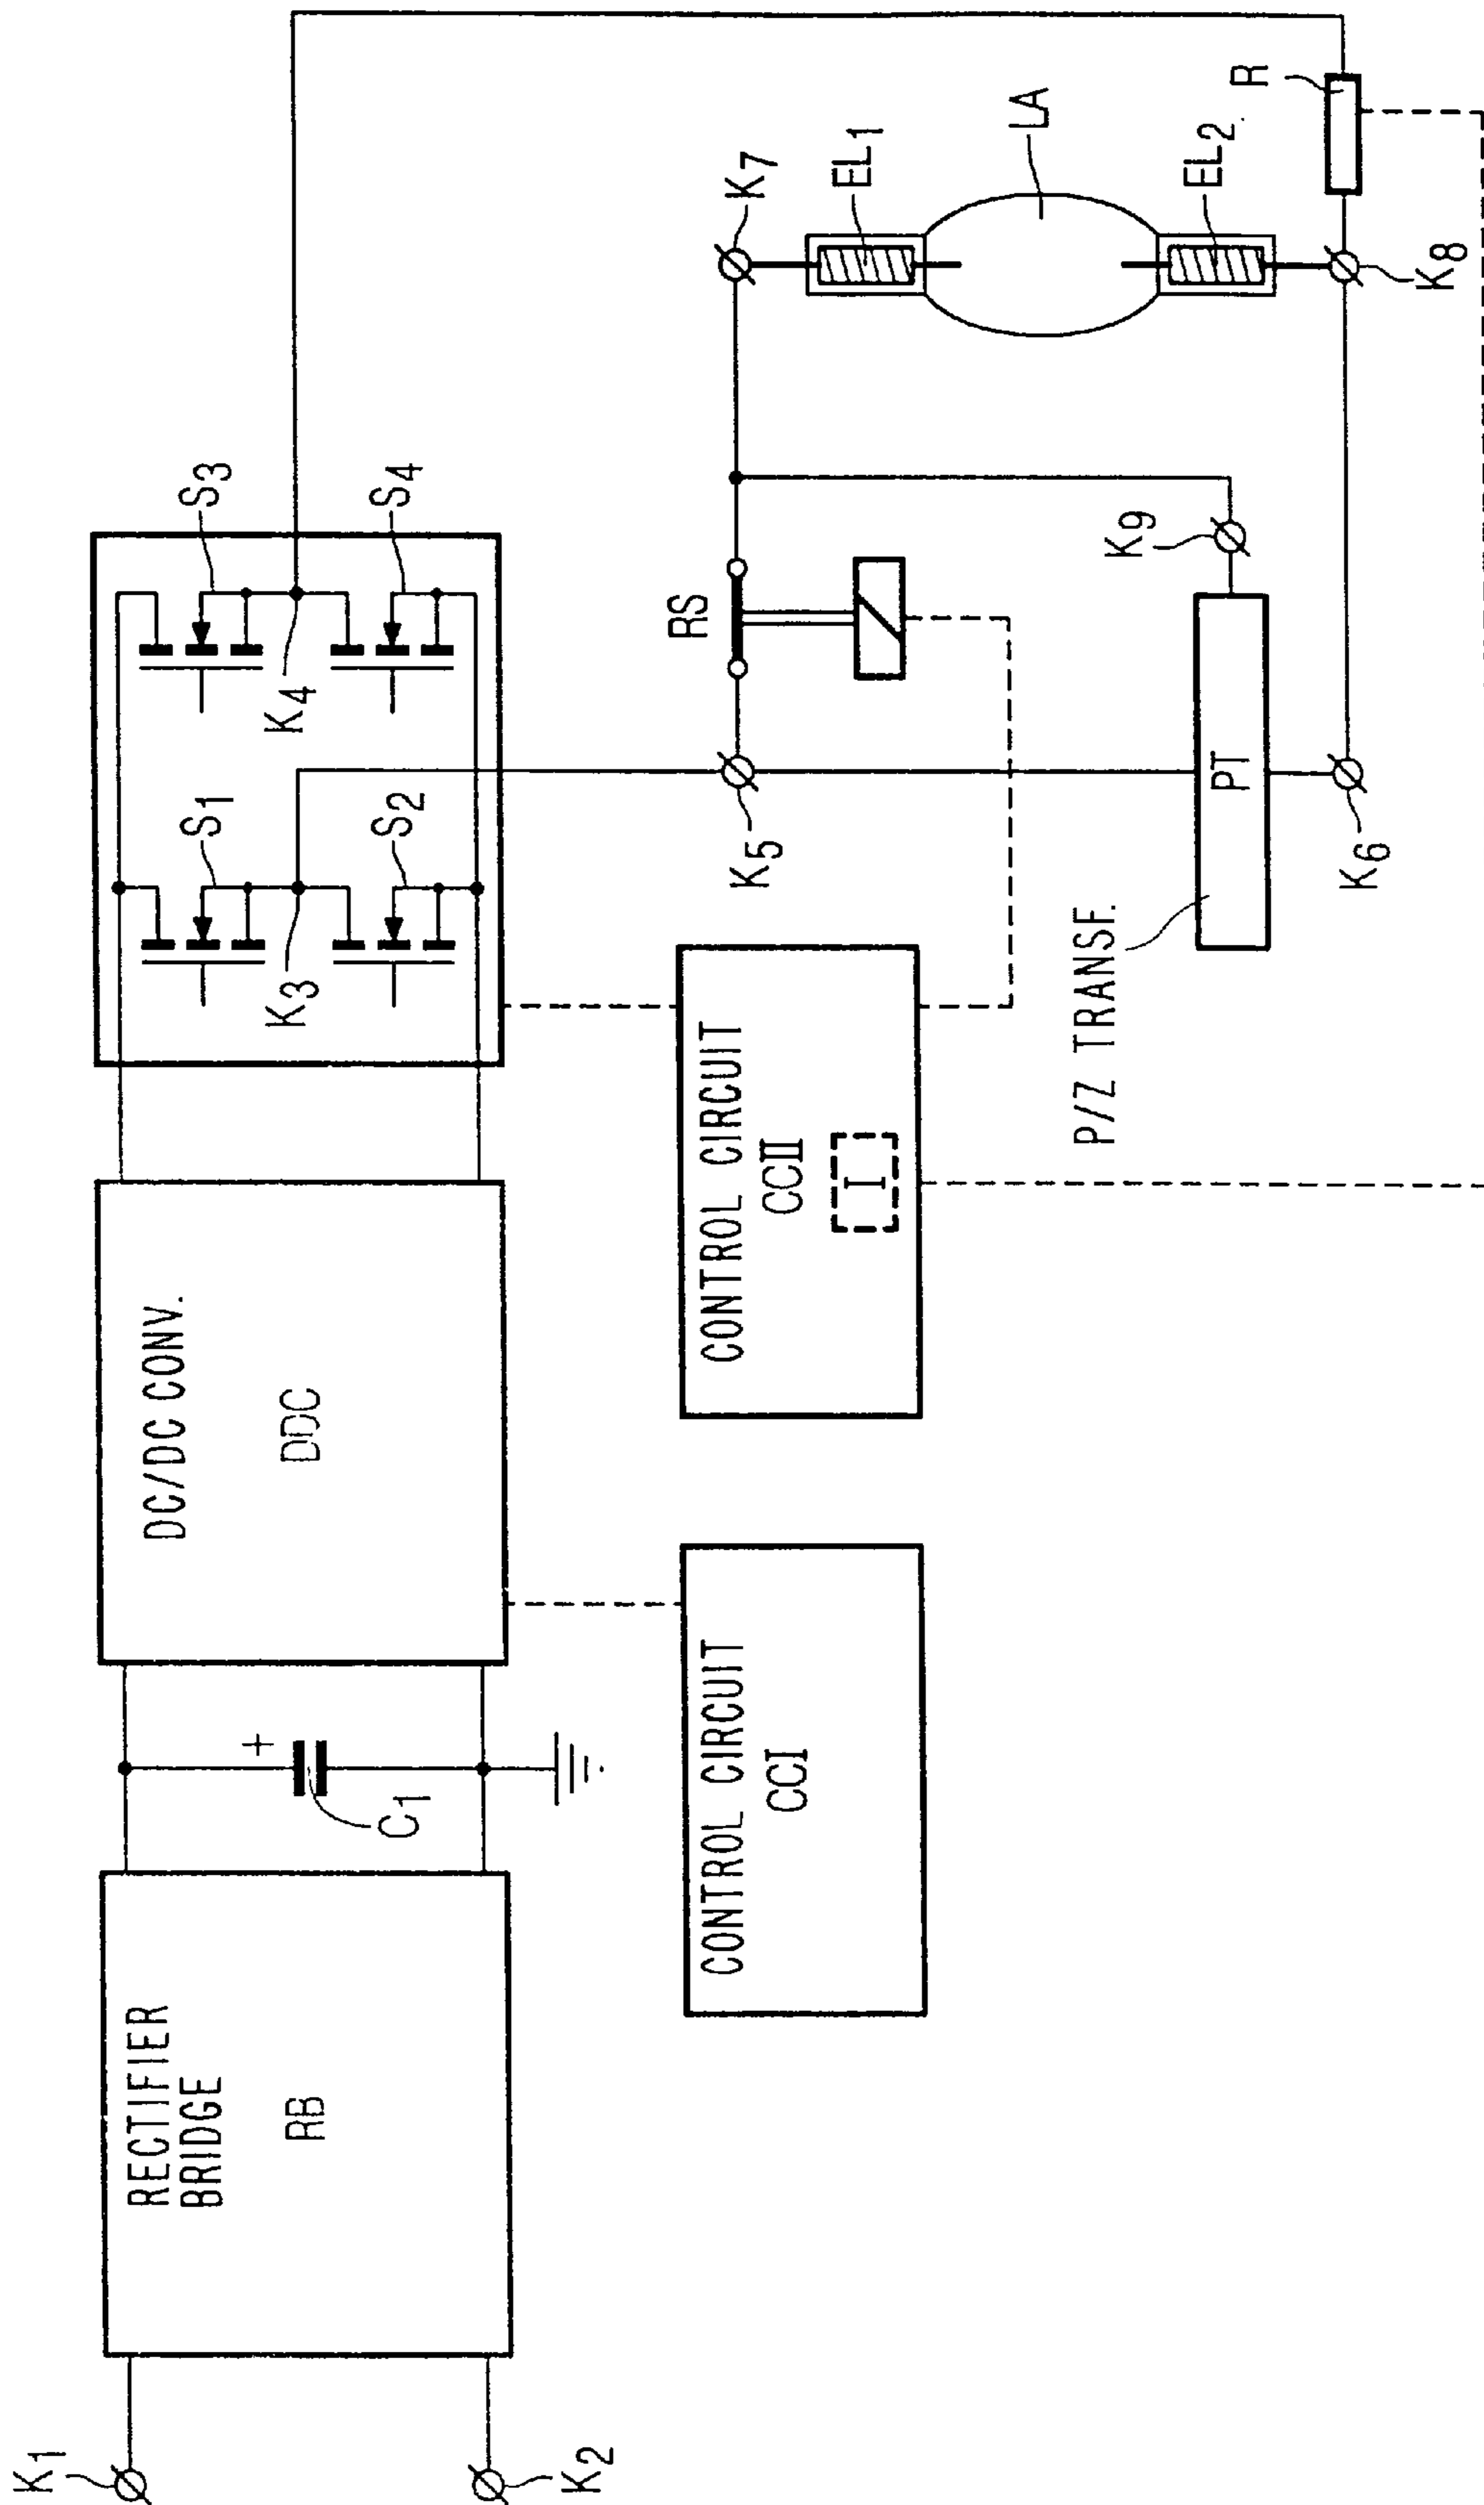 K1
K2
RECTIFIER
BRIDGE
RB
C1
+
DC/DC CONV.
DDC
CONTROL CIRCUIT
CCI
CONTROL CIRCUIT
CCII
I
S1
S2
K3
S3
S4
K4
K5
RS
K7
EL1
LA
EL2
R
K8
K9
PT
P/Z TRANSF.
K6